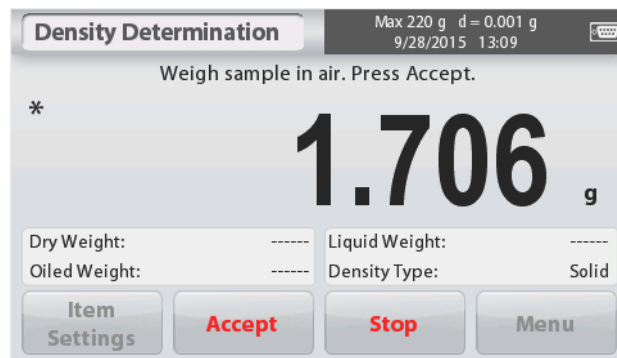 Density Determination
Max 220 g d = 0.001 g
9/28/2015 13:09
Weigh sample in air. Press Accept.
*
1.706 g
Dry Weight: ------ Liquid Weight: ------
Oiled Weight: ------ Density Type: Solid
Item Settings Accept Stop Menu